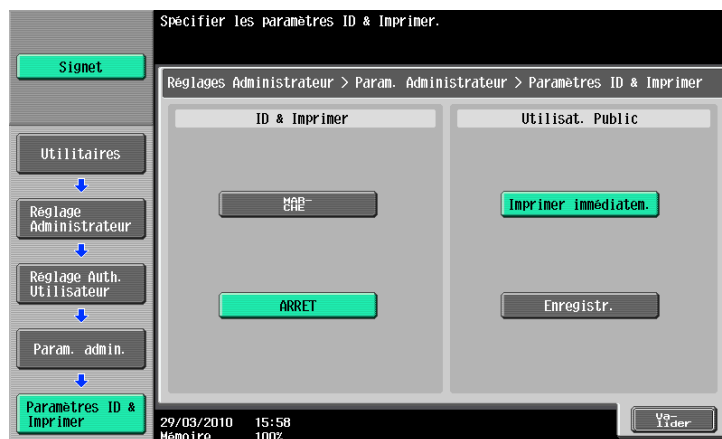 Spécifier les paramètres ID & Imprimer.
Signet
Réglages Administrateur > Param. Administrateur > Paramètres ID & Imprimer
ID & Imprimer
Utilisat. Public
Utilitaires
Réglage
Administrateur
Réglage Auth.
Utilisateur
Param. admin.
Paramètres ID &
Imprimer
MAR-
CHE
Imprimer immédiatem.
ARRET
Enregistr.
29/03/2010 15:58
Mémoire 100%
Va-
lider